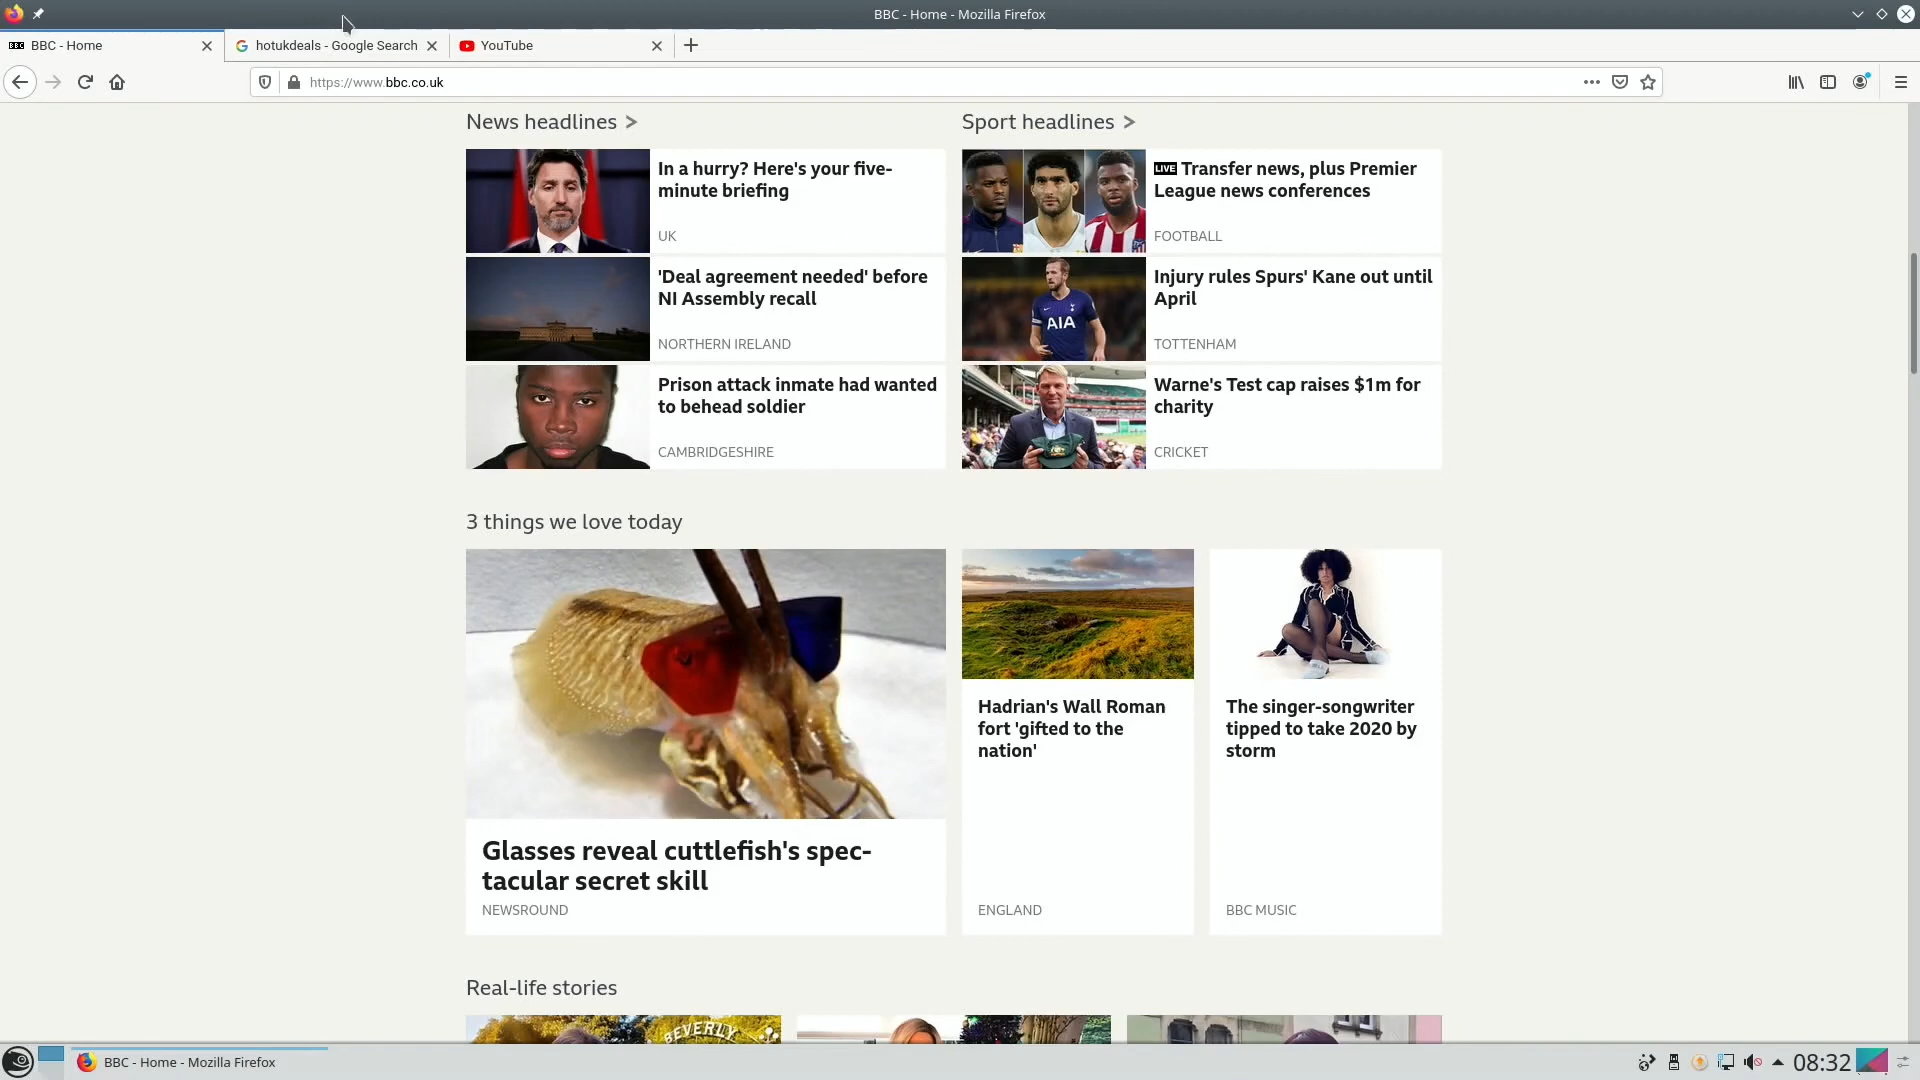 BBC - Home - Mozilla Firefox
BBC BBC - Home
hotukdeals - Google Search
YouTube
https://www.bbc.co.uk
News headlines >
Sport headlines >
In a hurry? Here's your five-
minute briefing
UK
LIVE Transfer news, plus Premier
League news conferences
FOOTBALL
'Deal agreement needed' before
NI Assembly recall
NORTHERN IRELAND
AIA
Injury rules Spurs' Kane out until
April
TOTTENHAM
Prison attack inmate had wanted
to behead soldier
CAMBRIDGESHIRE
Warne's Test cap raises $1m for
charity
CRICKET
3 things we love today
Glasses reveal cuttlefish's spec-
tacular secret skill
NEWSROUND
Hadrian's Wall Roman
fort 'gifted to the
nation'
ENGLAND
The singer-songwriter
tipped to take 2020 by
storm
BBC MUSIC
Real-life stories
BEVERLY
BBC - Home - Mozilla Firefox
08:32